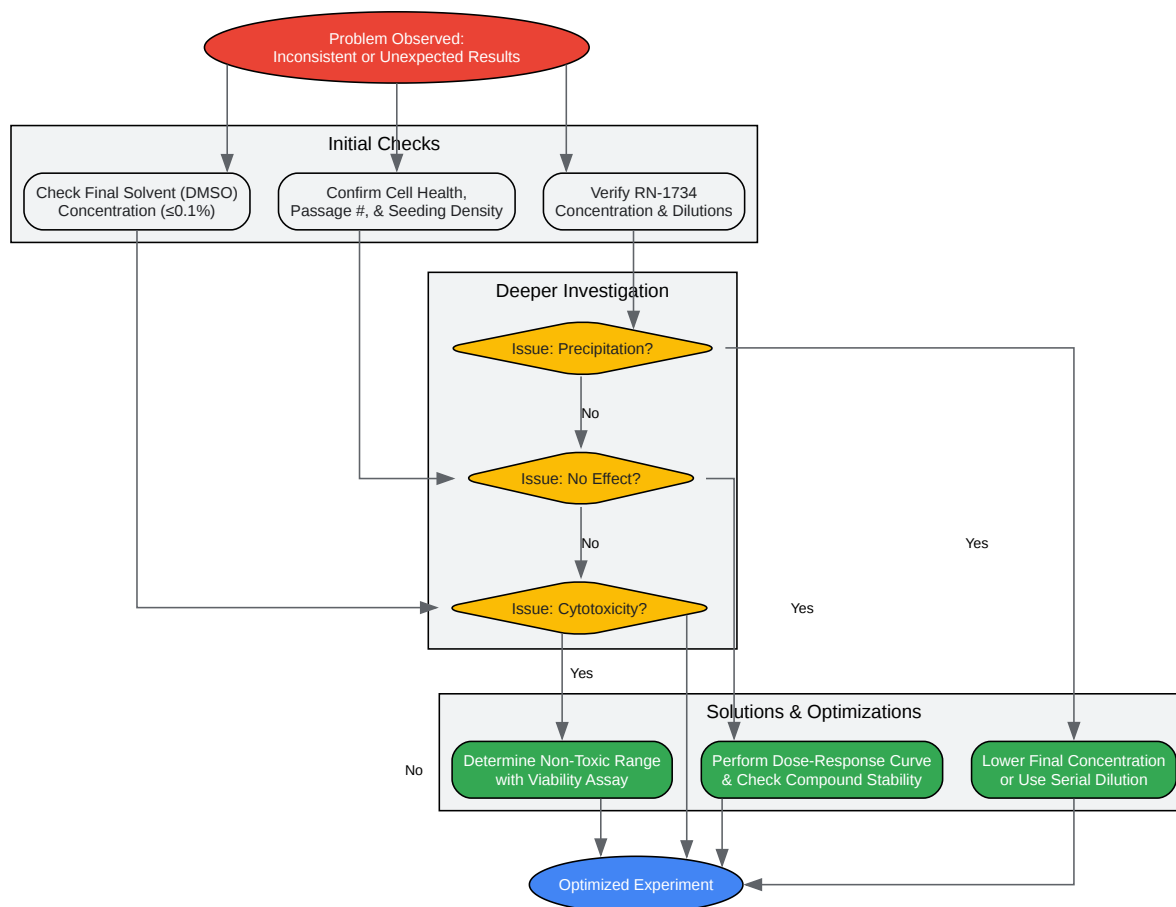 Problem Observed:
Inconsistent or Unexpected Results
Initial Checks
Check Final Solvent (DMSO)
Concentration (≤0.1%)
Confirm Cell Health,
Passage #, & Seeding Density
Verify RN-1734
Concentration & Dilutions
Deeper Investigation
Issue: Precipitation?
No
Issue: No Effect?
No
Yes
Issue: Cytotoxicity?
Yes
Yes
Solutions & Optimizations
No
Determine Non-Toxic Range
with Viability Assay
Perform Dose-Response Curve
& Check Compound Stability
Lower Final Concentration
or Use Serial Dilution
Optimized Experiment